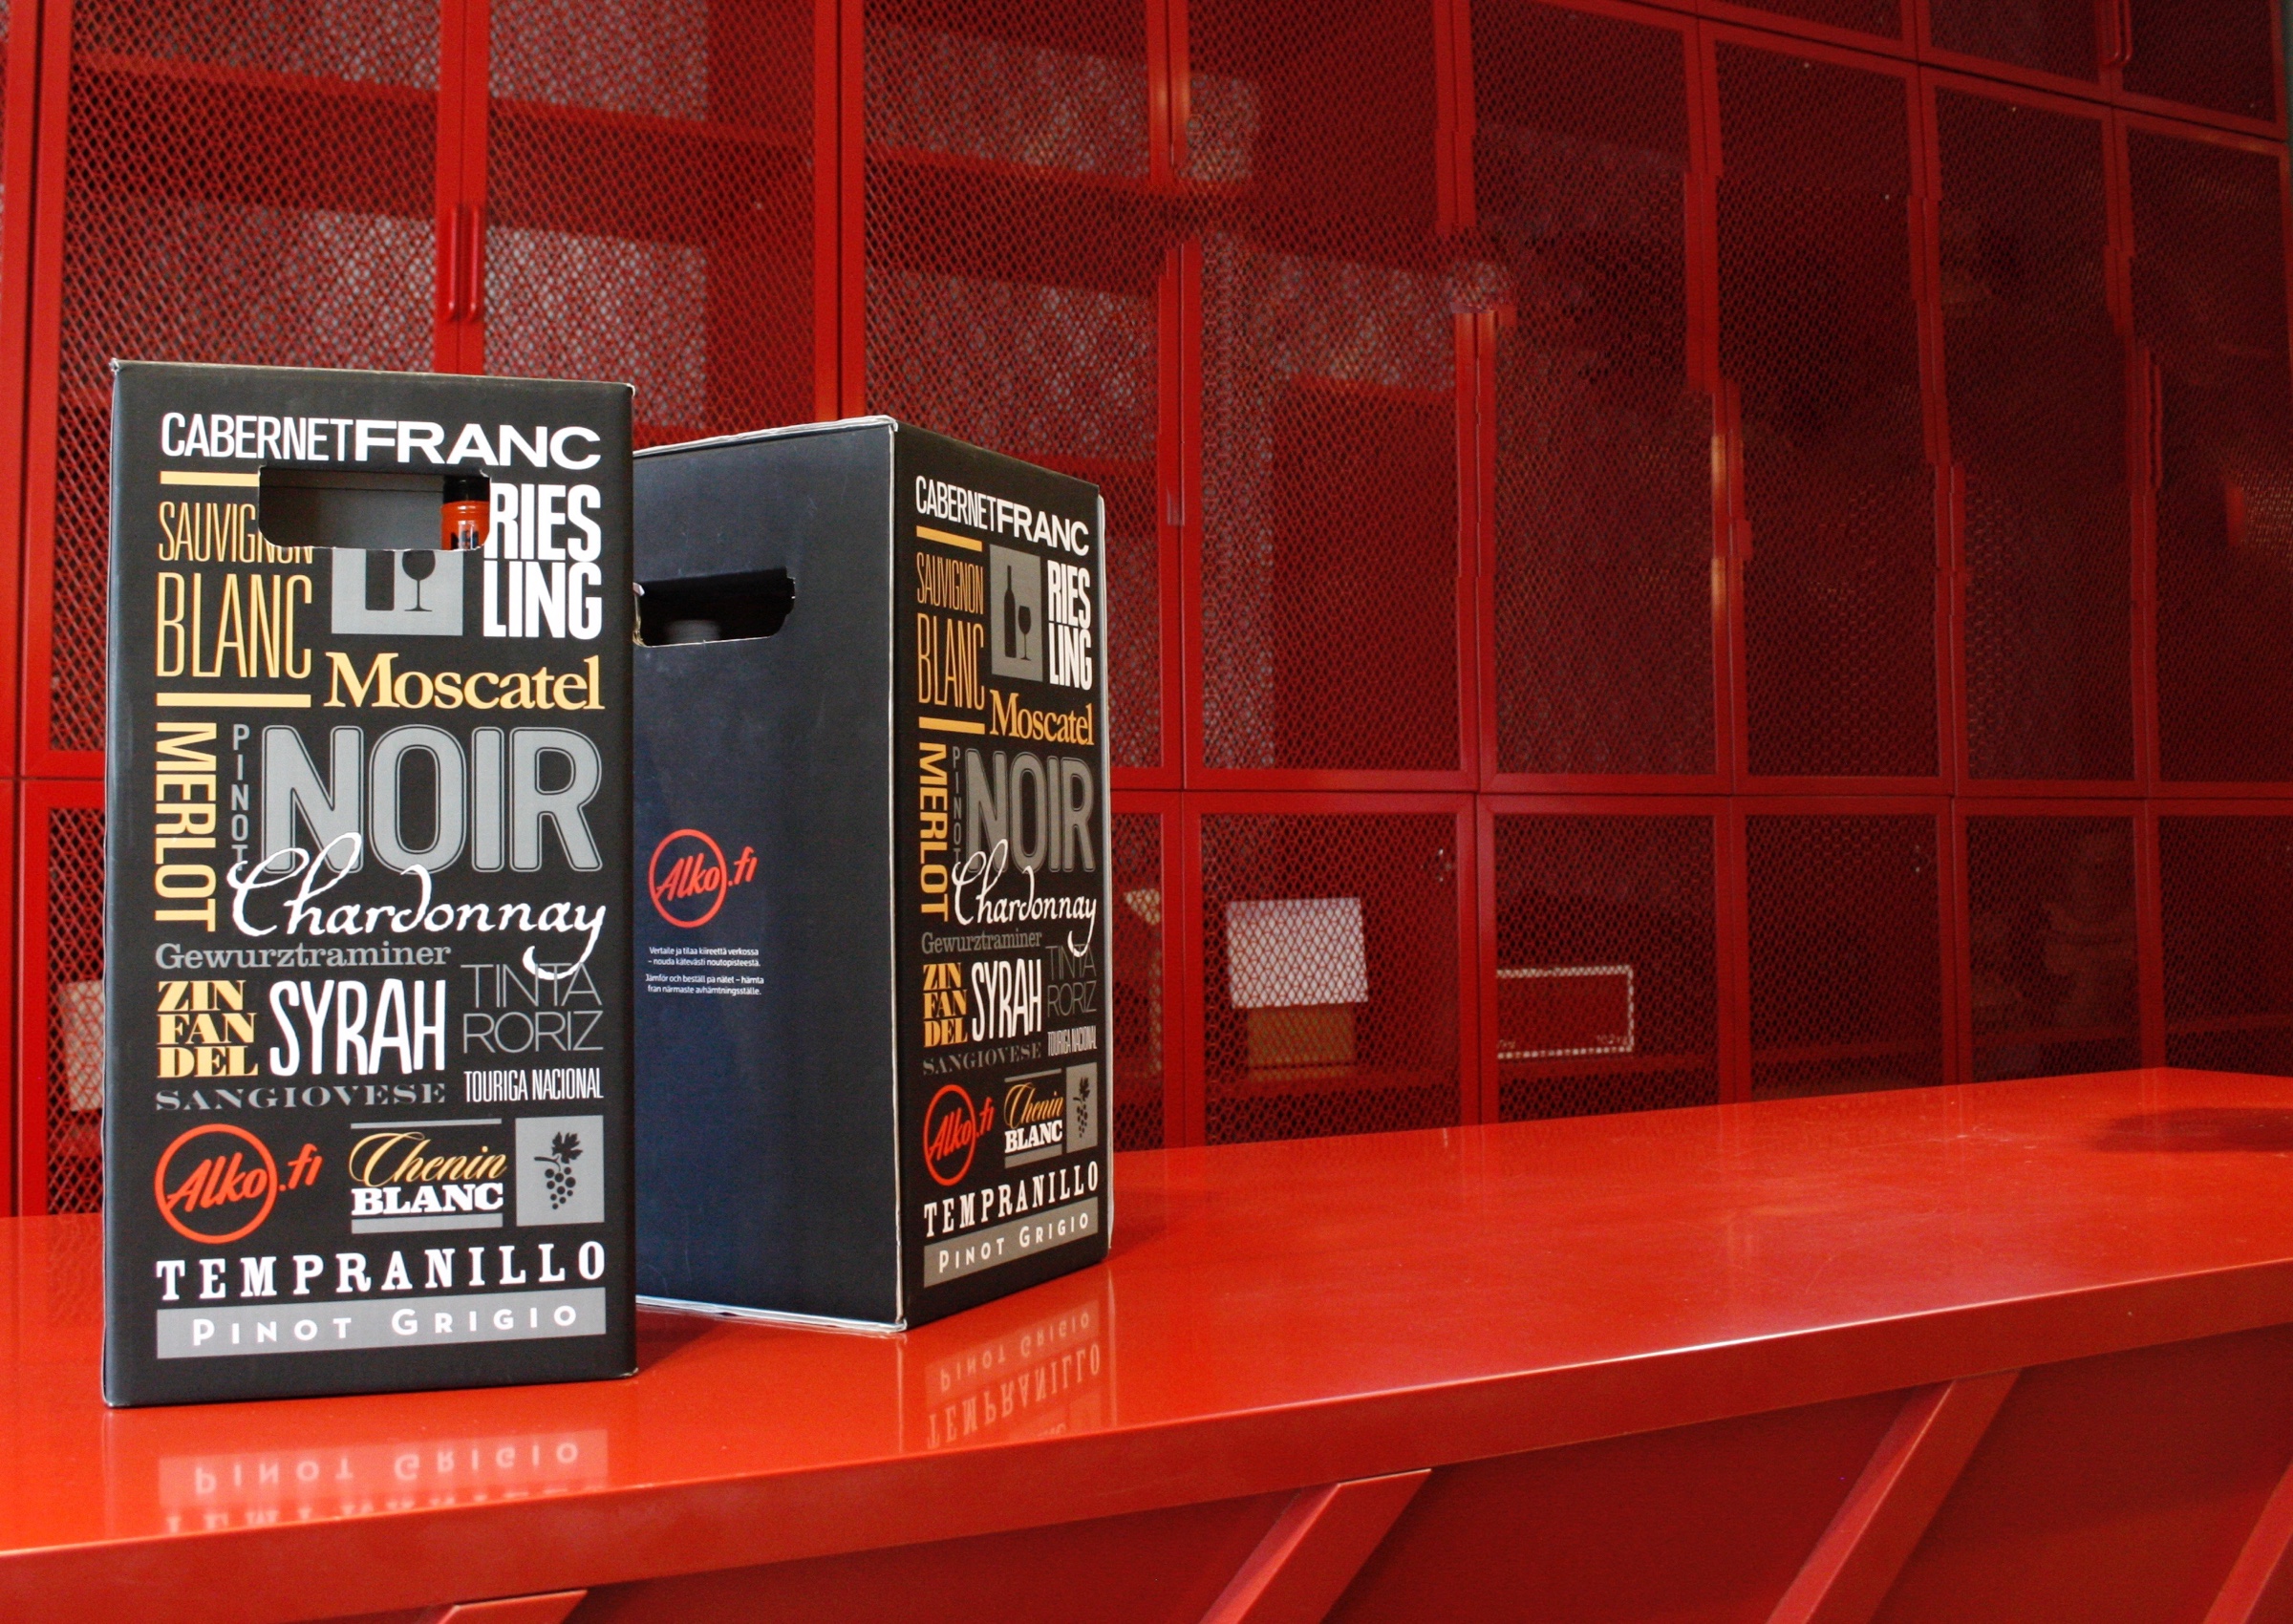 CABERNET FRANC
SAUVIGNON
BLANC
RIES
LING
Moscatel
MERLOT
PINOT
NOIR
Chardonnay
Gewurztraminer
ZIN
FAN
DEL
SYRAH
TINTA
RORIZ
SANGIOVESE
TOURIGA NACIONAL
Alko.fi
Chenin
BLANC
TEMPRANILLO
PINOT GRIGIO
Alko.fi
Vertaile ja tilaa kiireettä verkossa
– nouda kätevästi noutopisteestä.
Jämför och beställ på nätet – hämta
från närmaste avhämtningsställe.
CABERNET FRANC
SAUVIGNON
BLANC
RIES
LING
Moscatel
MERLOT
PINOT
NOIR
Chardonnay
Gewurztraminer
ZIN
FAN
DEL
SYRAH
TINTA
RORIZ
SANGIOVESE
TOURIGA NACIONAL
Alko.fi
Chenin
BLANC
TEMPRANILLO
PINOT GRIGIO